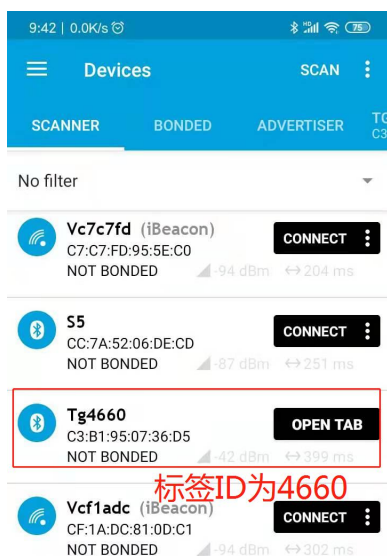 9:42 | 0.0K/s
HD
75
Devices
SCAN
SCANNER
BONDED
ADVERTISER
TG
C3
No filter
Vc7c7fd (iBeacon)
C7:C7:FD:95:5E:C0
CONNECT
NOT BONDED
-94 dBm
204 ms
S5
CC:7A:52:06:DE:CD
CONNECT
NOT BONDED
-87 dBm
251 ms
Tg4660
C3:B1:95:07:36:D5
OPEN TAB
NOT BONDED
-42 dBm
399 ms
标签ID为4660
Vcf1adc (iBeacon)
CF:1A:DC:81:0D:C1
CONNECT
NOT BONDED
-94 dBm
302 ms